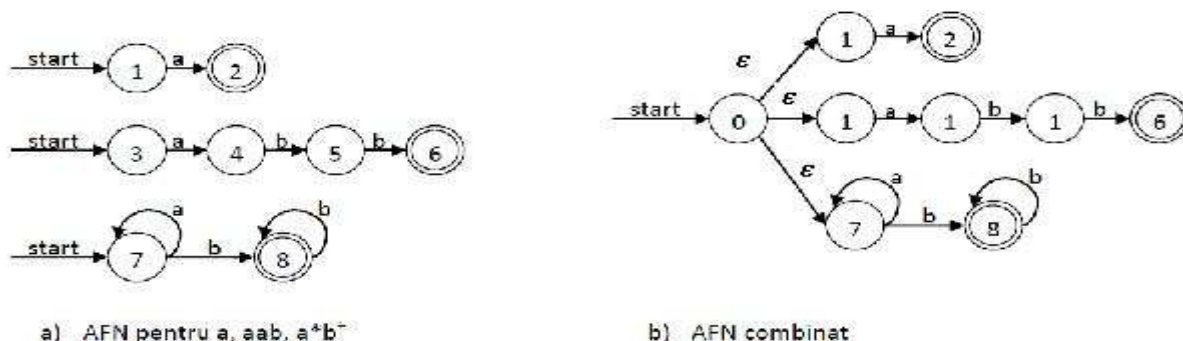 start 1 a 2
start 3 a 4 b 5 b 6
start 7 a b 8 b
a) AFN pentru a, aab, a*b+
start 0 ε 1 a 2
ε 1 a 1 b 1 b 6
ε 7 a b 8 b
b) AFN combinat